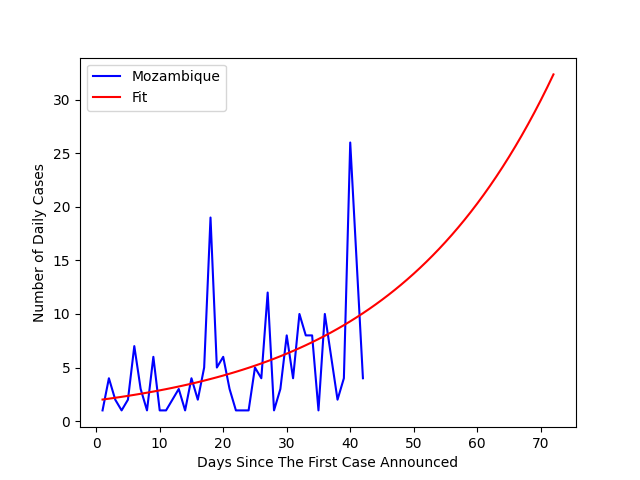 Mozambique
Fit
30
25
20
15
10
5
0
Number of Daily Cases
0 10 20 30 40 50 60 70
Days Since The First Case Announced